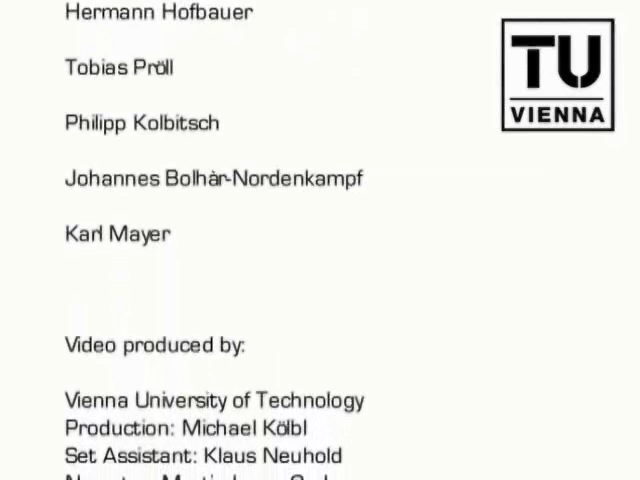 Hermann Hofbauer
TU
VIENNA
Tobias Pröll
Philipp Kolbitsch
Johannes Bolhàr-Nordenkampf
Karl Mayer
Video produced by:
Vienna University of Technology
Production: Michael Kölbl
Set Assistant: Klaus Neuhold